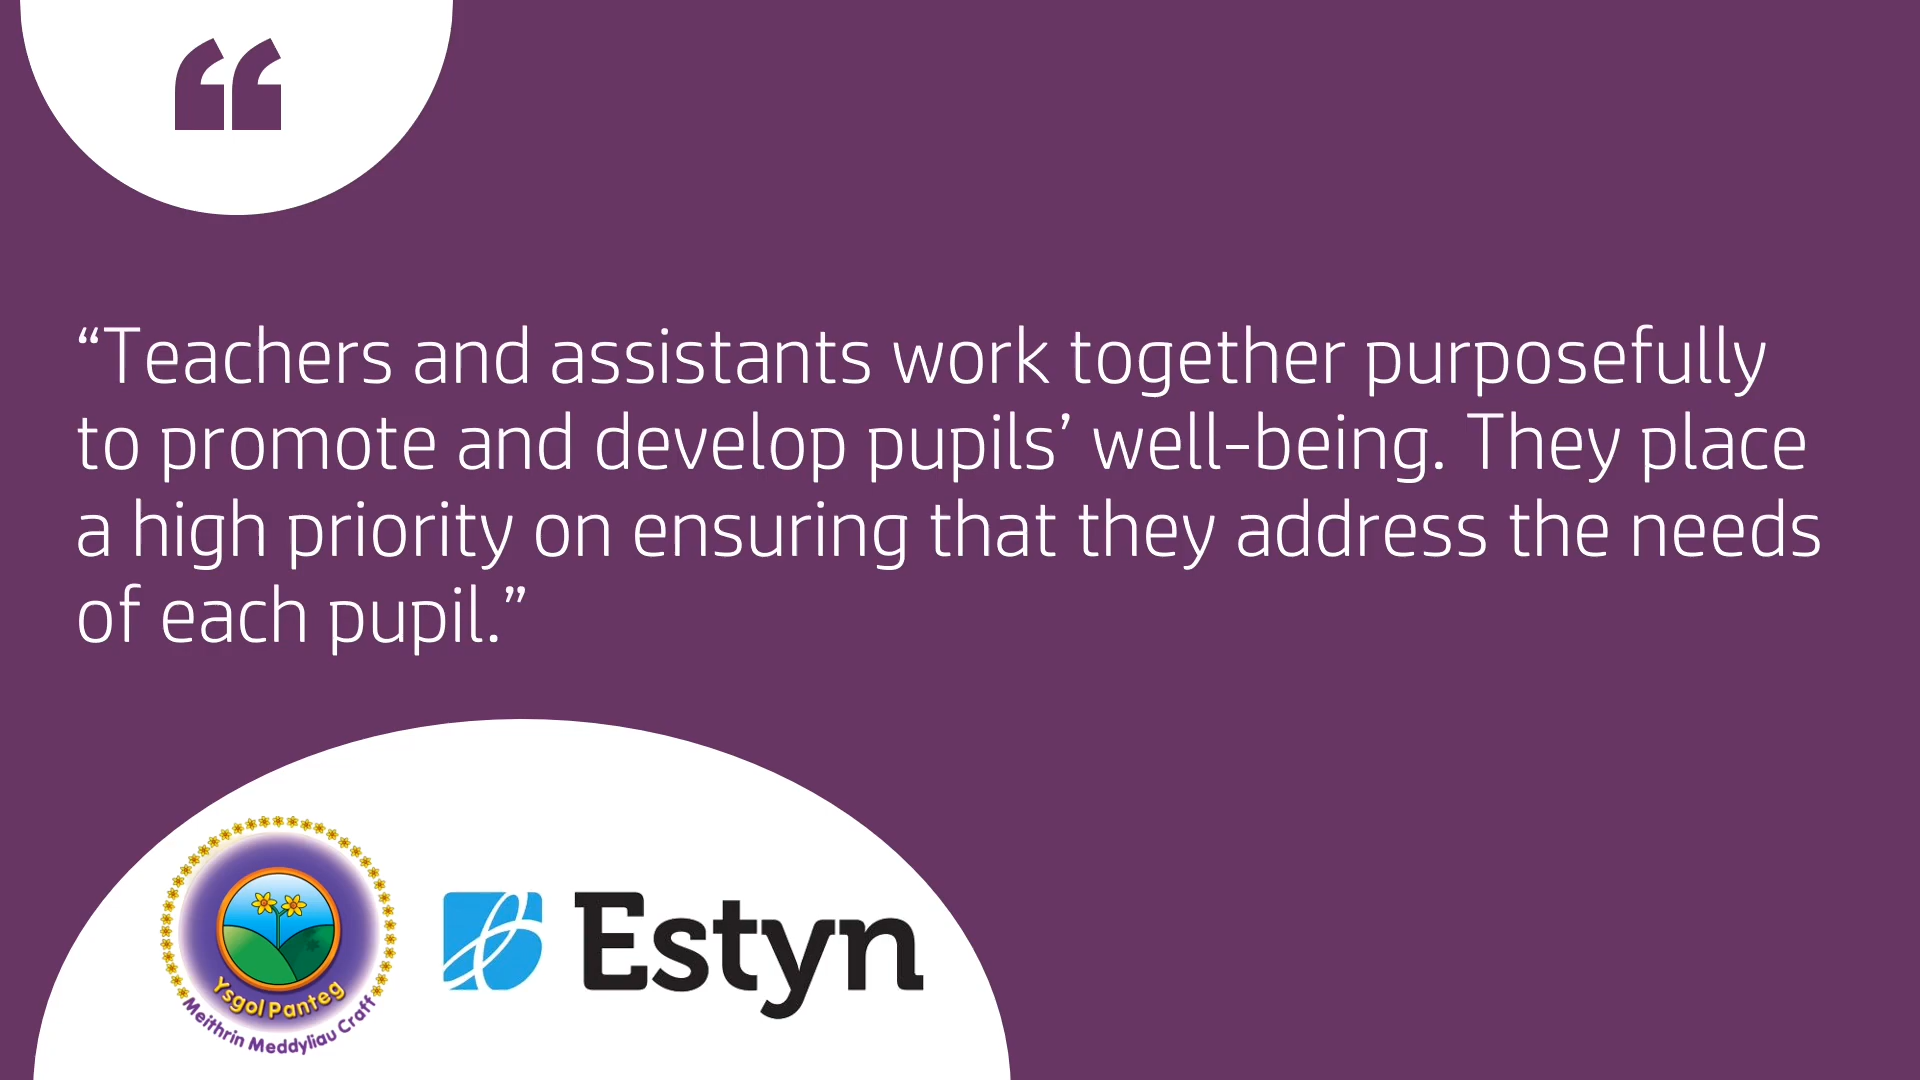 “
“Teachers and assistants work together purposefully
to promote and develop pupils’ well-being. They place
a high priority on ensuring that they address the needs
of each pupil.”
Ysgol Panteg
Meithrin Meddyliau Craff
Estyn